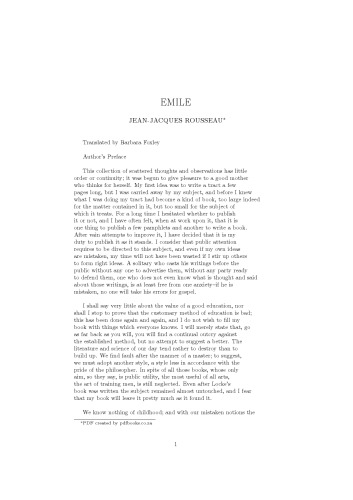 EMILE
JEAN-JACQUES ROUSSEAU*
Translated by Barbara Foxley
Author's Preface
This collection of scattered thoughts and observations has little
order or continuity; it was begun to give pleasure to a good mother
who thinks for herself. My first idea was to write a tract a few
pages long, but I was carried away by my subject, and before I knew
what I was doing my tract had become a kind of book, too large indeed
for the matter contained in it, but too small for the subject of
which it treats. For a long time I hesitated whether to publish
it or not, and I have often felt, when at work upon it, that it is
one thing to publish a few pamphlets and another to write a book.
After vain attempts to improve it, I have decided that it is my
duty to publish it as it stands. I consider that public attention
requires to be directed to this subject, and even if my own ideas
are mistaken, my time will not have been wasted if I stir up others
to form right ideas. A solitary who casts his writings before the
public without any one to advertise them, without any party ready
to defend them, one who does not even know what is thought and said
about those writings, is at least free from one anxiety–if he is
mistaken, no one will take his errors for gospel.
I shall say very little about the value of a good education, nor
shall I stop to prove that the customary method of education is bad;
this has been done again and again, and I do not wish to fill my
book with things which everyone knows. I will merely state that, go
as far back as you will, you will find a continual outcry against
the established method, but no attempt to suggest a better. The
literature and science of our day tend rather to destroy than to
build up. We find fault after the manner of a master; to suggest,
we must adopt another style, a style less in accordance with the
pride of the philosopher. In spite of all those books, whose only
aim, so they say, is public utility, the most useful of all arts,
the art of training men, is still neglected. Even after Locke's
book was written the subject remained almost untouched, and I fear
that my book will leave it pretty much as it found it.
We know nothing of childhood; and with our mistaken notions the
*PDF created by pdfbooks.co.za
1